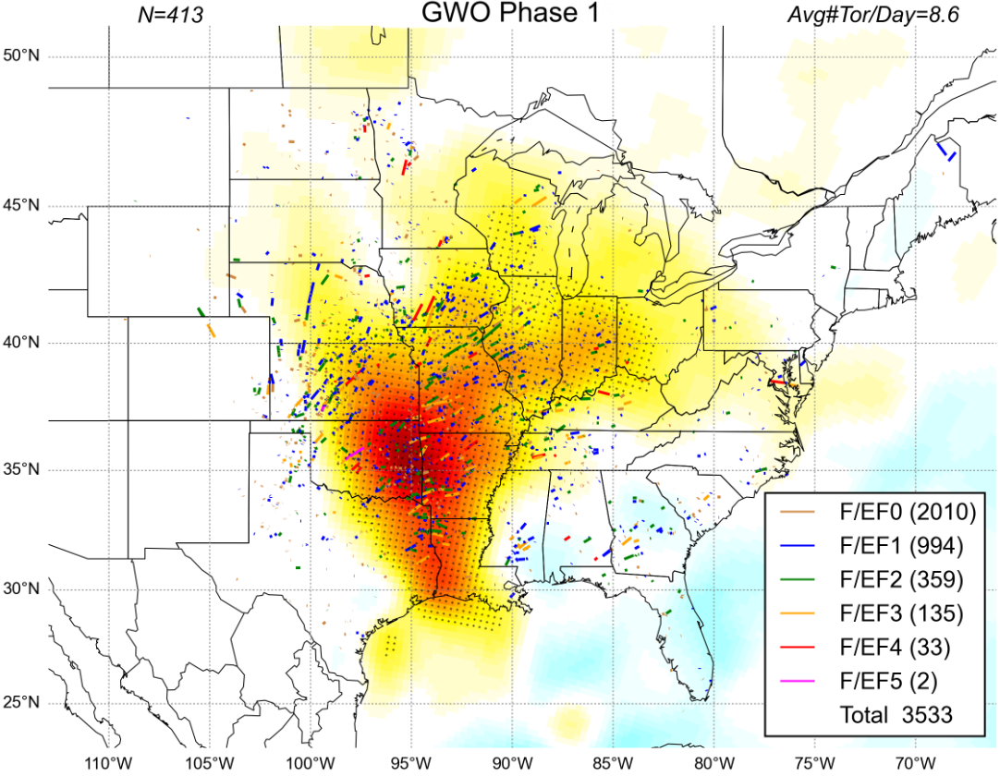 N=413 GWO Phase 1 Avg#Tor/Day=8.6
50°N
45°N
40°N
35°N
30°N
25°N
F/EF0 (2010)
F/EF1 (994)
F/EF2 (359)
F/EF3 (135)
F/EF4 (33)
F/EF5 (2)
Total 3533
110°W 105°W 100°W 95°W 90°W 85°W 80°W 75°W 70°W